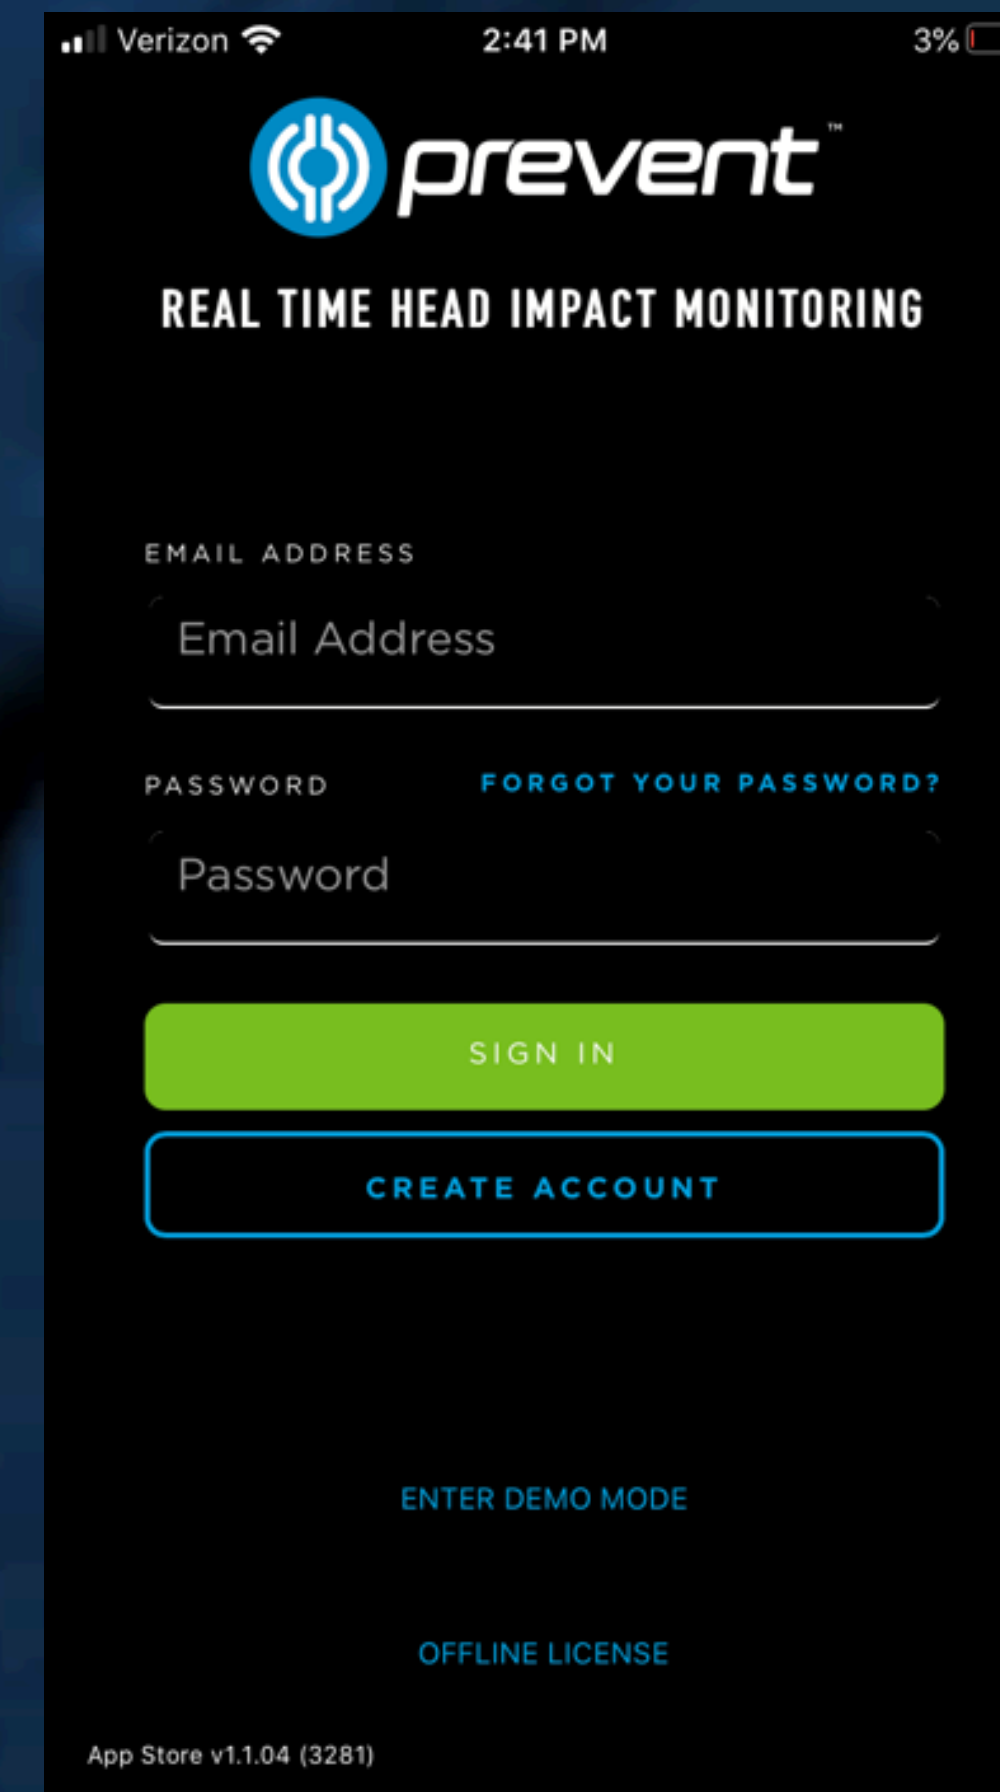 Verizon 2:41 PM 3%
prevent™
REAL TIME HEAD IMPACT MONITORING
EMAIL ADDRESS
Email Address
PASSWORD FORGOT YOUR PASSWORD?
Password
SIGN IN
CREATE ACCOUNT
ENTER DEMO MODE
OFFLINE LICENSE
App Store v1.1.04 (3281)